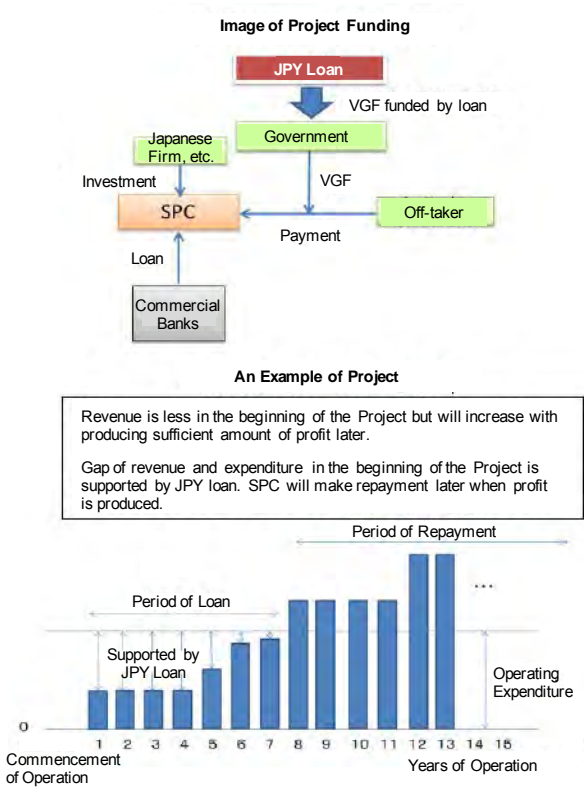 Image of Project Funding
JPY Loan
VGF funded by loan
Government
Japanese
Firm, etc.
Investment
VGF
SPC
Off-taker
Payment
Loan
Commercial
Banks
An Example of Project
Revenue is less in the beginning of the Project but will increase with
producing sufficient amount of profit later.
Gap of revenue and expenditure in the beginning of the Project is
supported by JPY loan. SPC will make repayment later when profit
is produced.
Period of Repayment
...
Period of Loan
Supported by
JPY Loan
Operating
Expenditure
0
1 2 3 4 5 6 7 8 9 10 11 12 13 14 15
Commencement
of Operation
Years of Operation